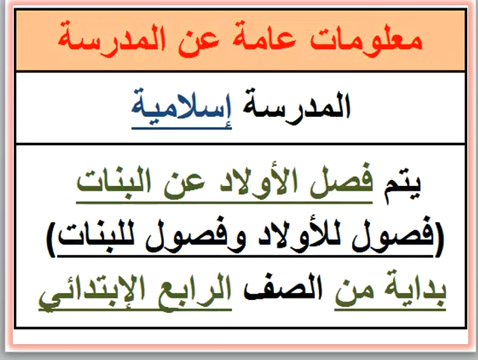 معلومات عامة عن المدرسة
المدرسة إسلامية
يتم فصل الأولاد عن البنات
(فصول للأولاد وفصول للبنات)
بداية من الصف الرابع الإبتدائي